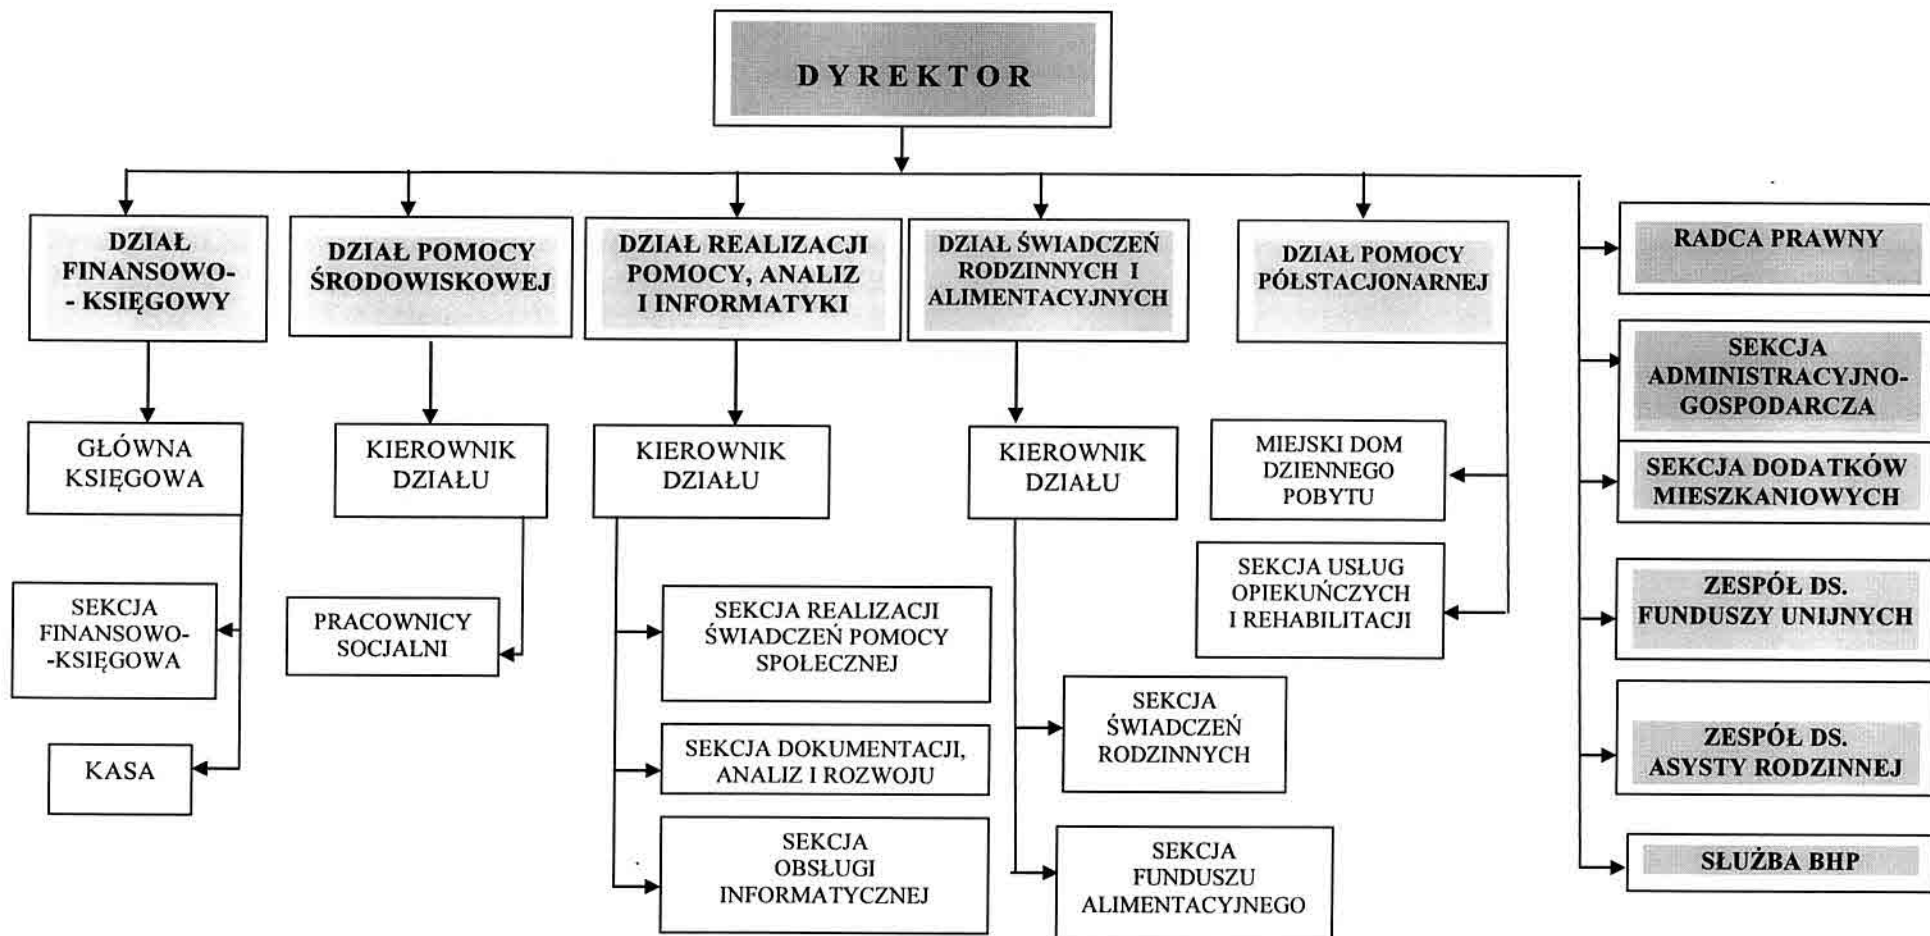 DYREKTOR
DZIAŁ
FINANSOWO-
- KSIĘGOWY
DZIAŁ POMOCY
ŚRODOWISKOWEJ
DZIAŁ REALIZACJI
POMOCY, ANALIZ
I INFORMATYKI
DZIAŁ ŚWIADCZEŃ
RODZINNYCH I
ALIMENTACYJNYCH
DZIAŁ POMOCY
PÓŁSTACJONARNEJ
RADCA PRAWNY
SEKCJA
ADMINISTRACYJNO-
GOSPODARCZA
SEKCJA DODATKÓW
MIESZKANIOWYCH
ZESPÓŁ DS.
FUNDUSZY UNIJNYCH
ZESPÓŁ DS.
ASYSTY RODZINNEJ
SŁUŻBA BHP
GŁÓWNA
KSIĘGOWA
KIEROWNIK
DZIAŁU
KIEROWNIK
DZIAŁU
KIEROWNIK
DZIAŁU
MIEJSKI DOM
DZIENNEGO
POBYTU
SEKCJA USŁUG
OPIEKUŃCZYCH
I REHABILITACJI
SEKCJA
FINANSOWO-
-KSIĘGOWA
KASA
PRACOWNICY
SOCJALNI
SEKCJA REALIZACJI
ŚWIADCZEŃ POMOCY
SPOŁECZNEJ
SEKCJA DOKUMENTACJI,
ANALIZ I ROZWOJU
SEKCJA
OBSŁUGI
INFORMATYCZNEJ
SEKCJA
ŚWIADCZEŃ
RODZINNYCH
SEKCJA
FUNDUSZU
ALIMENTACYJNEGO